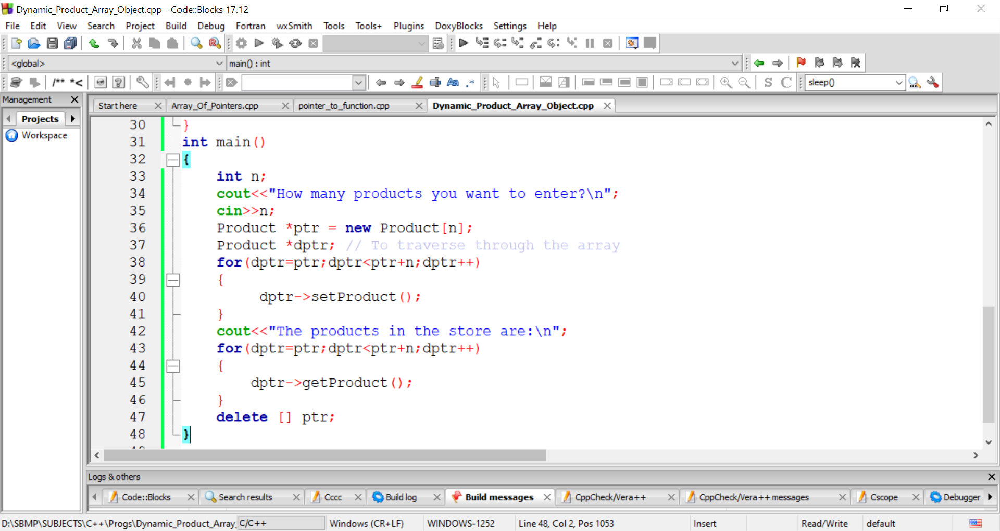 Dynamic_Product_Array_Object.cpp - Code::Blocks 17.12
File Edit View Search Project Build Debug Fortran wxSmith Tools Tools+ Plugins DoxyBlocks Settings Help
<global> main() : int
/** *< Aa .* S C sleep()
Management
Start here Array_Of_Pointers.cpp pointer_to_function.cpp Dynamic_Product_Array_Object.cpp
Projects
Workspace
30 }
31 int main()
32 {
33 int n;
34 cout<<"How many products you want to enter?\n";
35 cin>>n;
36 Product *ptr = new Product[n];
37 Product *dptr; // To traverse through the array
38 for(dptr=ptr;dptr<ptr+n;dptr++)
39 {
40 dptr->setProduct();
41 }
42 cout<<"The products in the store are:\n";
43 for(dptr=ptr;dptr<ptr+n;dptr++)
44 {
45 dptr->getProduct();
46 }
47 delete [] ptr;
48 }
Logs & others
Code::Blocks Search results Cccc Build log Build messages CppCheck/Vera++ CppCheck/Vera++ messages Cscope Debugger
D:\SBMP\SUBJECTS\C++\Progs\Dynamic_Product_Array_ C/C++ Windows (CR+LF) WINDOWS-1252 Line 48, Col 2, Pos 1053 Insert Read/Write default